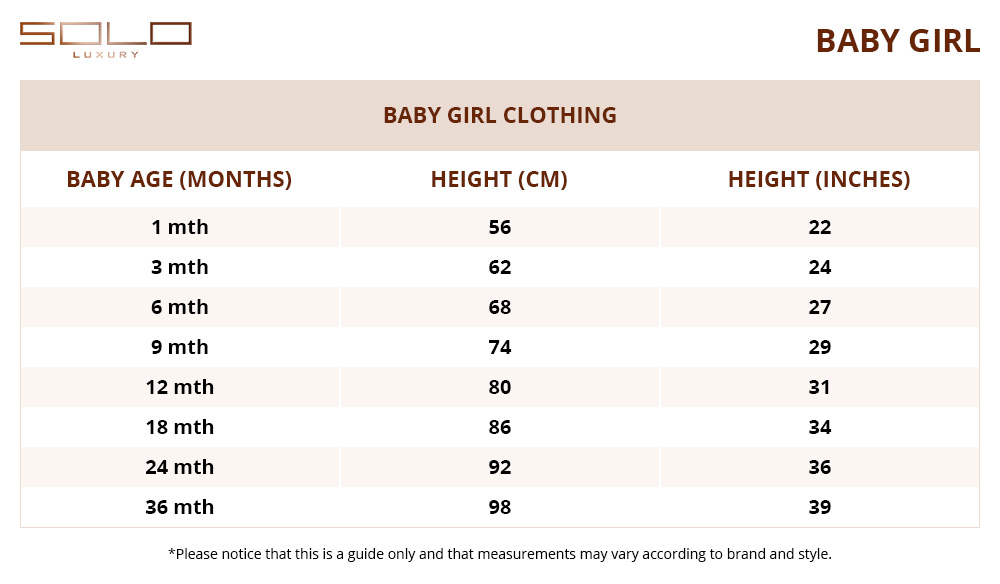 SOLO
LUXURY
BABY GIRL
BABY GIRL CLOTHING
BABY AGE (MONTHS) HEIGHT (CM) HEIGHT (INCHES)
1 mth 56 22
3 mth 62 24
6 mth 68 27
9 mth 74 29
12 mth 80 31
18 mth 86 34
24 mth 92 36
36 mth 98 39
*Please notice that this is a guide only and that measurements may vary according to brand and style.